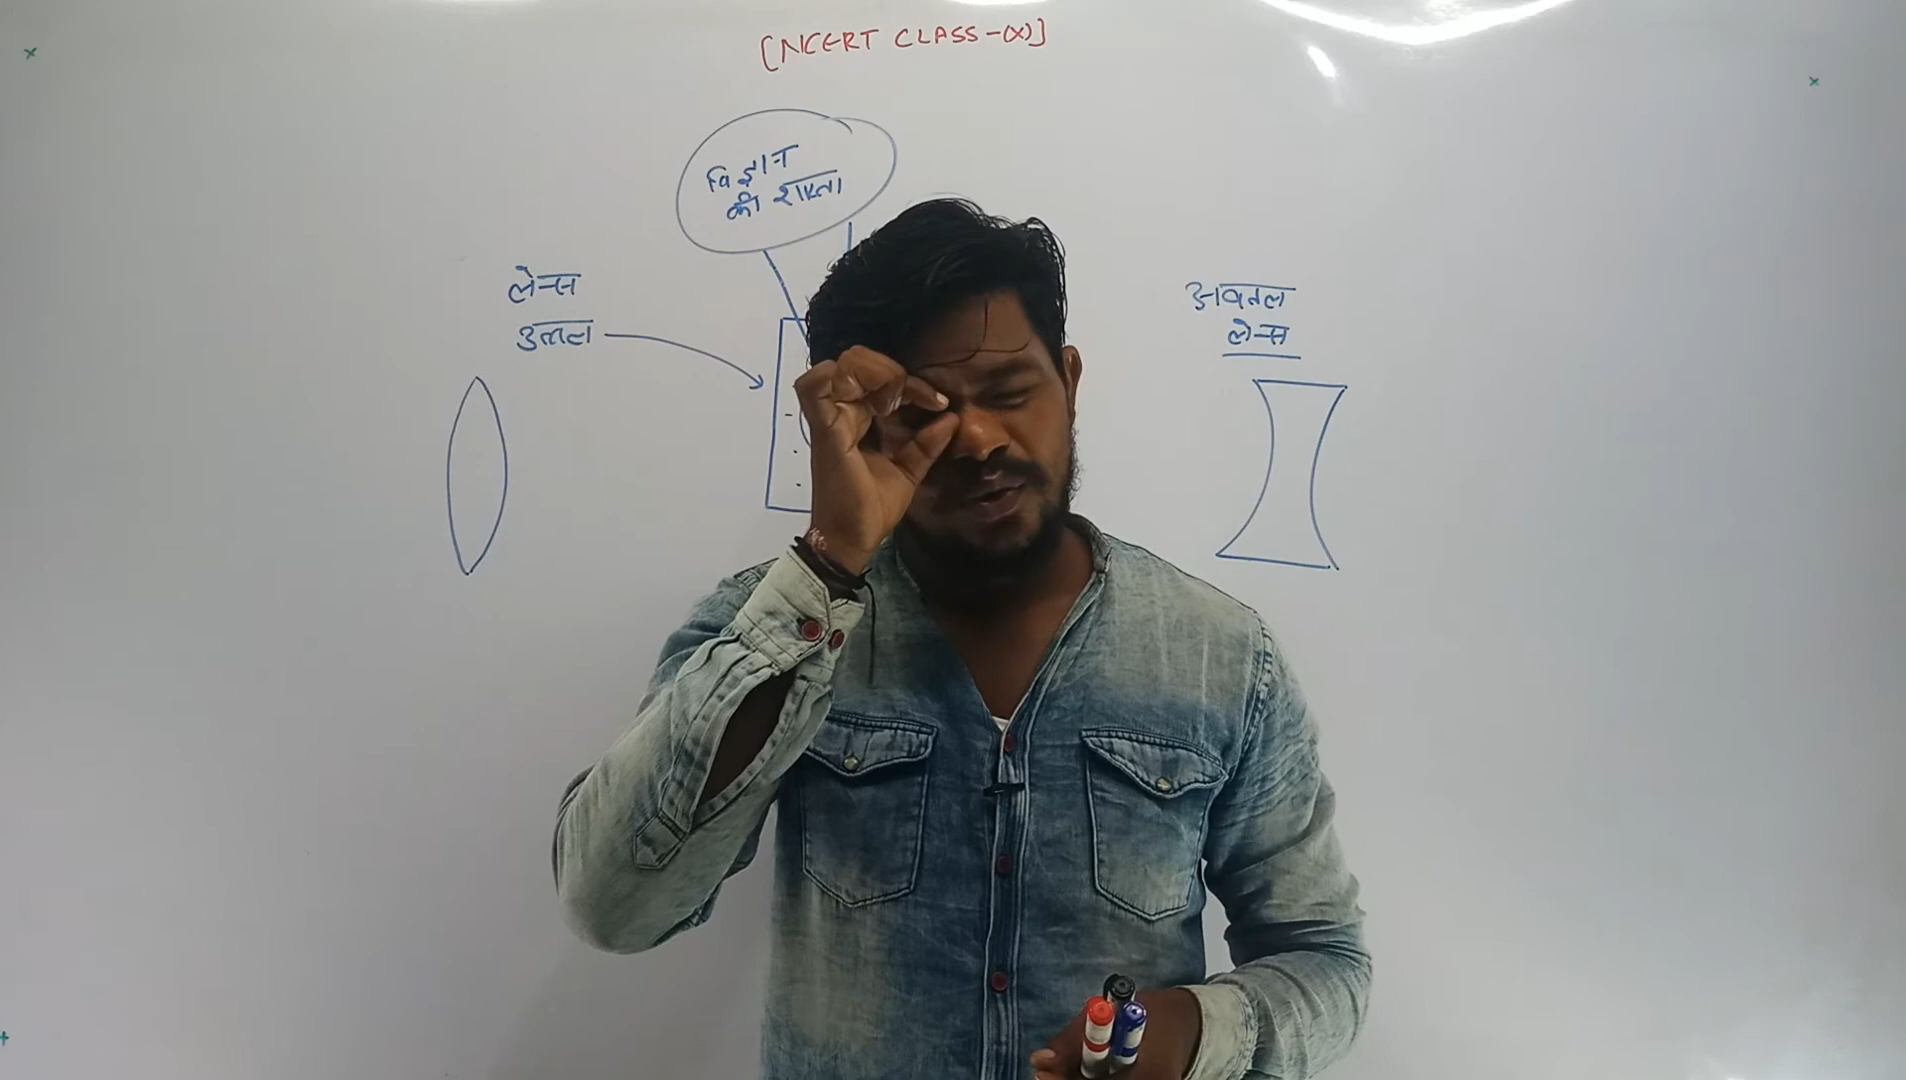 [NCERT CLASS-(X)]
विज्ञान
की शाखा
लेन्स
उत्तल
अवतल
लेन्स